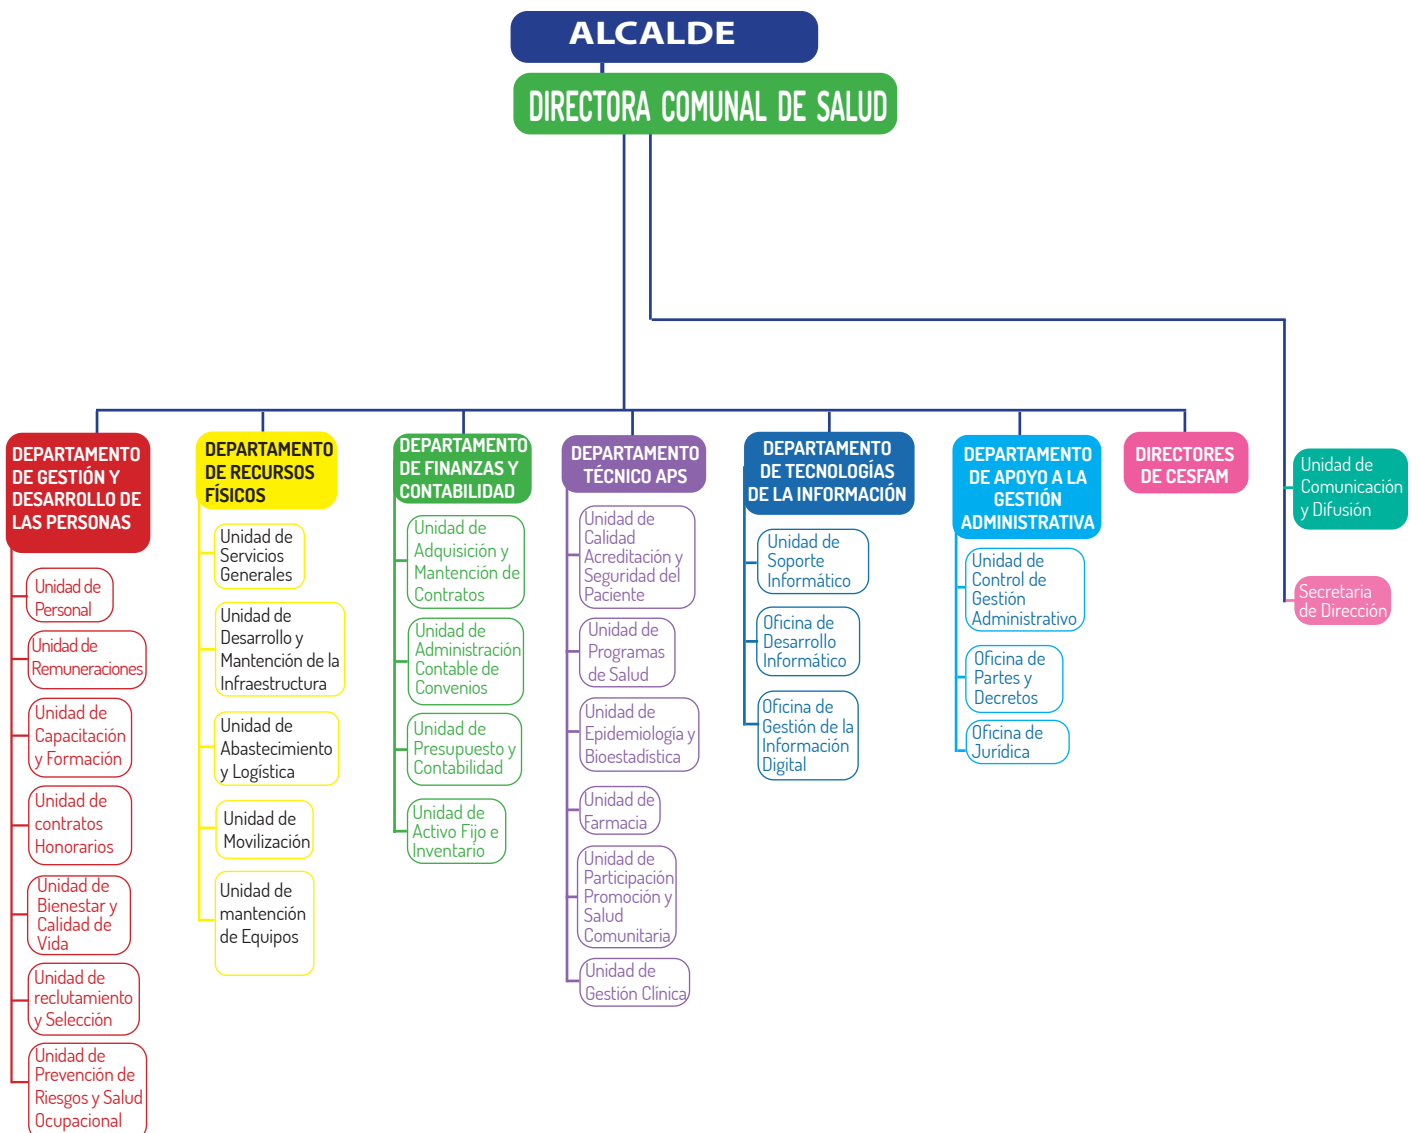 ALCALDE
DIRECTORA COMUNAL DE SALUD
DEPARTAMENTO
DE GESTIÓN Y
DESARROLLO DE
LAS PERSONAS
Unidad de
Personal
Unidad de
Remuneraciones
Unidad de
Capacitación
y Formación
Unidad de
contratos
Honorarios
Unidad de
Bienestar y
Calidad de
Vida
Unidad de
reclutamiento
y Selección
Unidad de
Prevención de
Riesgos y Salud
Ocupacional
DEPARTAMENTO
DE RECURSOS
FÍSICOS
Unidad de
Servicios
Generales
Unidad de
Desarrollo y
Mantención de la
Infraestructura
Unidad de
Abastecimiento
y Logística
Unidad de
Movilización
Unidad de
mantención
de Equipos
DEPARTAMENTO
DE FINANZAS Y
CONTABILIDAD
Unidad de
Adquisición y
Mantención de
Contratos
Unidad de
Administración
Contable de
Convenios
Unidad de
Presupuesto y
Contabilidad
Unidad de
Activo Fijo e
Inventario
DEPARTAMENTO
TÉCNICO APS
Unidad de
Calidad
Acreditación y
Seguridad del
Paciente
Unidad de
Programas
de Salud
Unidad de
Epidemiología y
Bioestadística
Unidad de
Farmacia
Unidad de
Participación
Promoción y
Salud
Comunitaria
Unidad de
Gestión Clínica
DEPARTAMENTO
DE TECNOLOGÍAS
DE LA INFORMACIÓN
Unidad de
Soporte
Informático
Oficina de
Desarrollo
Informático
Oficina de
Gestión de la
Información
Digital
DEPARTAMENTO
DE APOYO A LA
GESTIÓN
ADMINISTRATIVA
Unidad de
Control de
Gestión
Administrativo
Oficina de
Partes y
Decretos
Oficina de
Jurídica
DIRECTORES
DE CESFAM
Unidad de
Comunicación
y Difusión
Secretaria
de Dirección